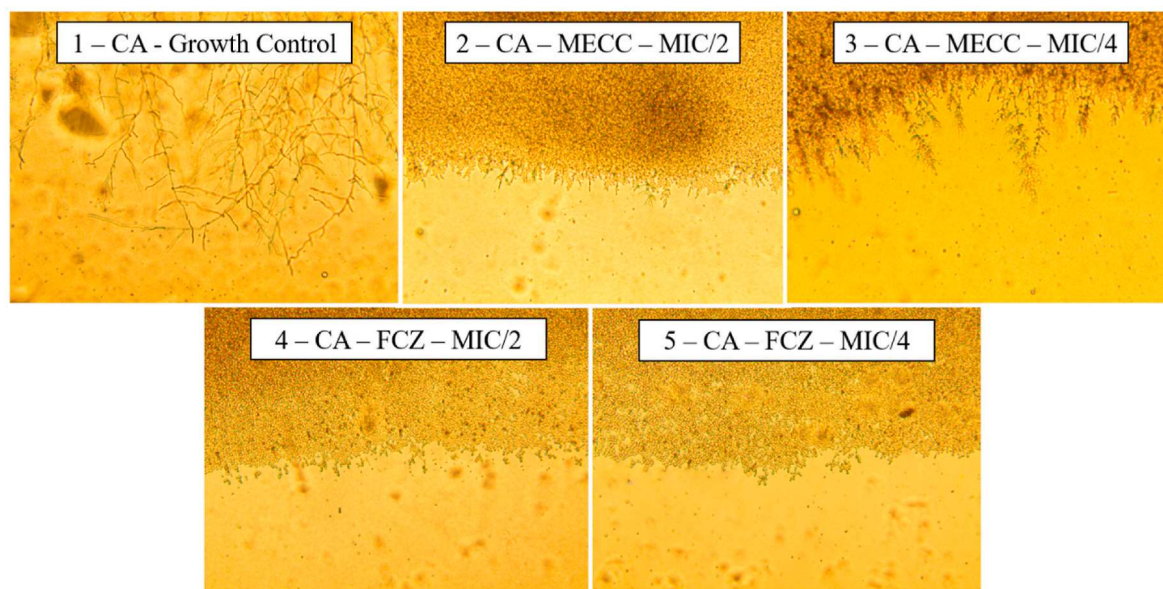 1 – CA - Growth Control
2 – CA – MECC – MIC/2
3 – CA – MECC – MIC/4
4 – CA – FCZ – MIC/2
5 – CA – FCZ – MIC/4